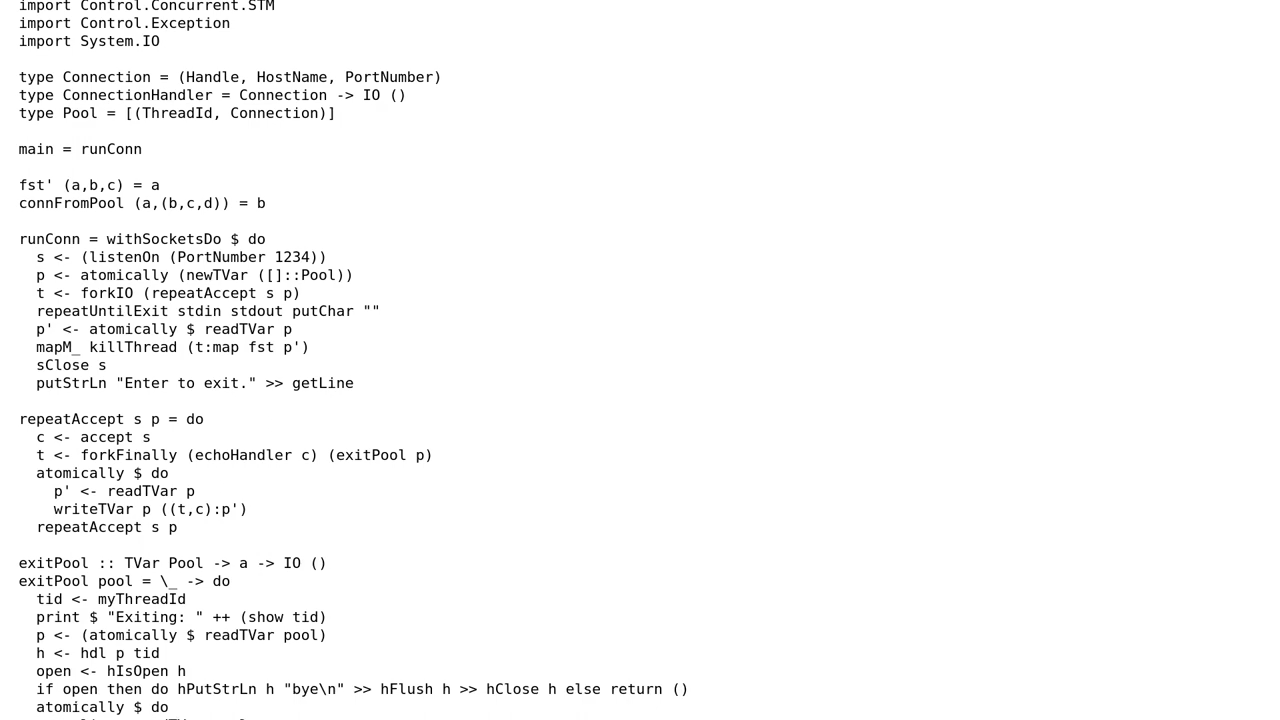 import Control.Concurrent.STM
import Control.Exception
import System.IO

type Connection = (Handle, HostName, PortNumber)
type ConnectionHandler = Connection -> IO ()
type Pool = [(ThreadId, Connection)]

main = runConn

fst' (a,b,c) = a
connFromPool (a,(b,c,d)) = b

runConn = withSocketsDo $ do
  s <- (listenOn (PortNumber 1234))
  p <- atomically (newTVar ([]::Pool))
  t <- forkIO (repeatAccept s p)
  repeatUntilExit stdin stdout putChar ""
  p' <- atomically $ readTVar p
  mapM_ killThread (t:map fst p')
  sClose s
  putStrLn "Enter to exit." >> getLine

repeatAccept s p = do
  c <- accept s
  t <- forkFinally (echoHandler c) (exitPool p)
  atomically $ do
    p' <- readTVar p
    writeTVar p ((t,c):p')
  repeatAccept s p

exitPool :: TVar Pool -> a -> IO ()
exitPool pool = \_ -> do
  tid <- myThreadId
  print $ "Exiting: " ++ (show tid)
  p <- (atomically $ readTVar pool)
  h <- hdl p tid
  open <- hIsOpen h
  if open then do hPutStrLn h "bye\n" >> hFlush h >> hClose h else return ()
  atomically $ do